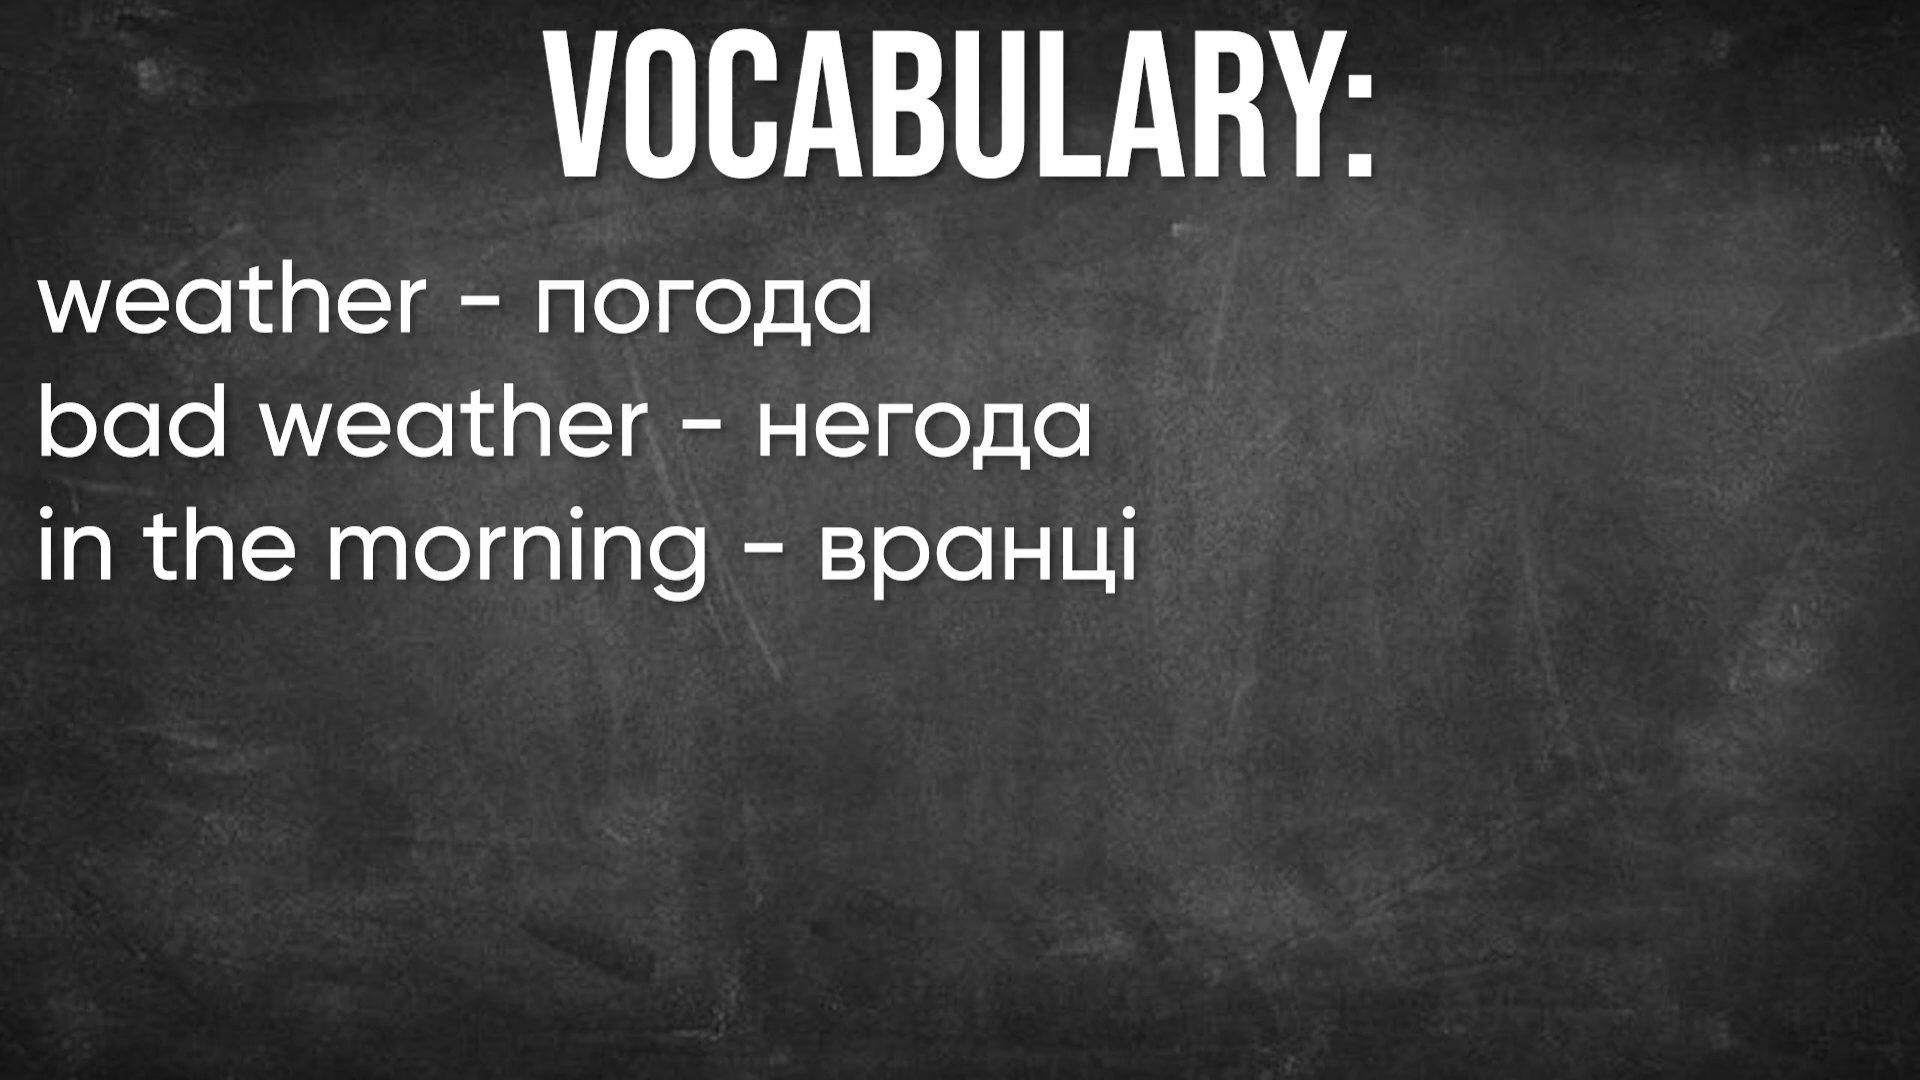 VOCABULARY:
weather - погода
bad weather - негода
in the morning - вранці